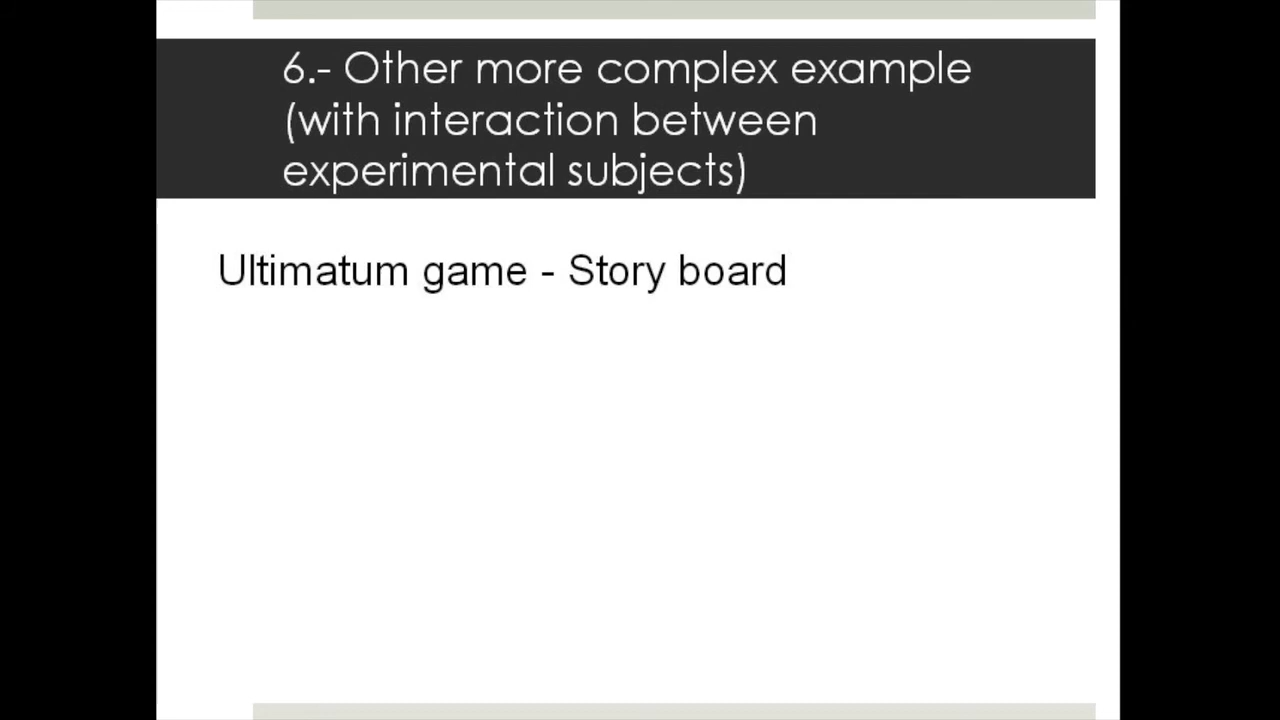 6.- Other more complex example
(with interaction between
experimental subjects)
Ultimatum game - Story board